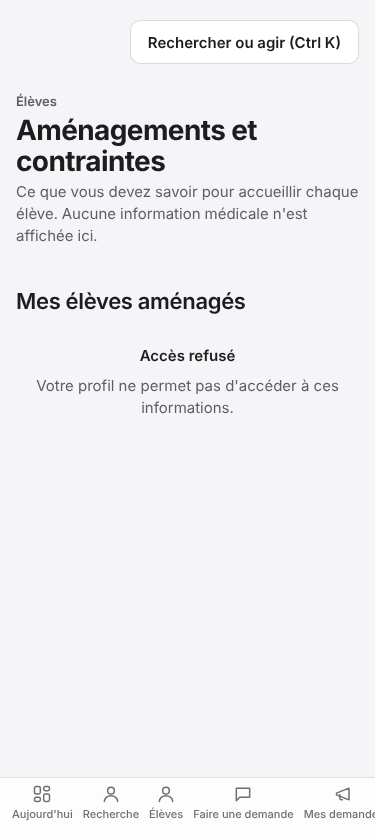 Rechercher ou agir (Ctrl K)
Élèves
Aménagements et
contraintes
Ce que vous devez savoir pour accueillir chaque
élève. Aucune information médicale n'est
affichée ici.
Mes élèves aménagés
Accès refusé
Votre profil ne permet pas d'accéder à ces
informations.
Aujourd'hui Recherche Élèves Faire une demande Mes demande